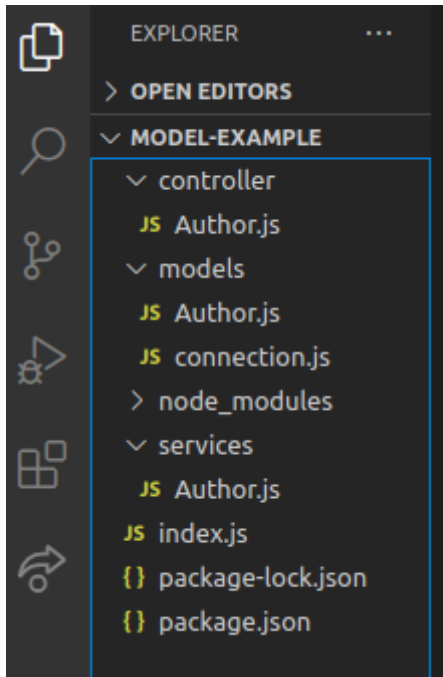 EXPLORER ...
OPEN EDITORS
MODEL-EXAMPLE
controller
JS Author.js
models
JS Author.js
JS connection.js
node_modules
services
JS Author.js
JS index.js
{} package-lock.json
{} package.json